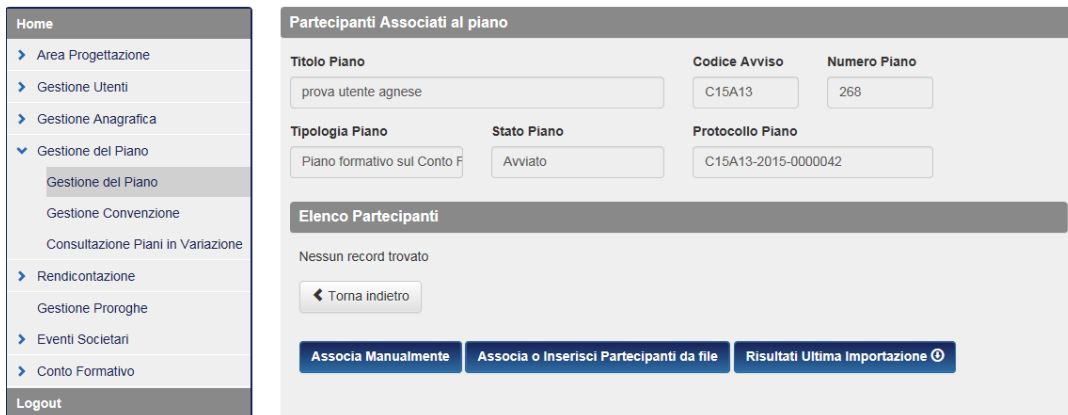 Home
Area Progettazione
Gestione Utenti
Gestione Anagrafica
Gestione del Piano
Gestione del Piano
Gestione Convenzione
Consultazione Piani in Variazione
Rendicontazione
Gestione Proroghe
Eventi Societari
Conto Formativo
Logout
Partecipanti Associati al piano
Titolo Piano Codice Avviso Numero Piano
prova utente agnese C15A13 268
Tipologia Piano Stato Piano Protocollo Piano
Piano formativo sul Conto F Avviato C15A13-2015-0000042
Elenco Partecipanti
Nessun record trovato
Torna indietro
Associa Manualmente Associa o Inserisci Partecipanti da file Risultati Ultima Importazione